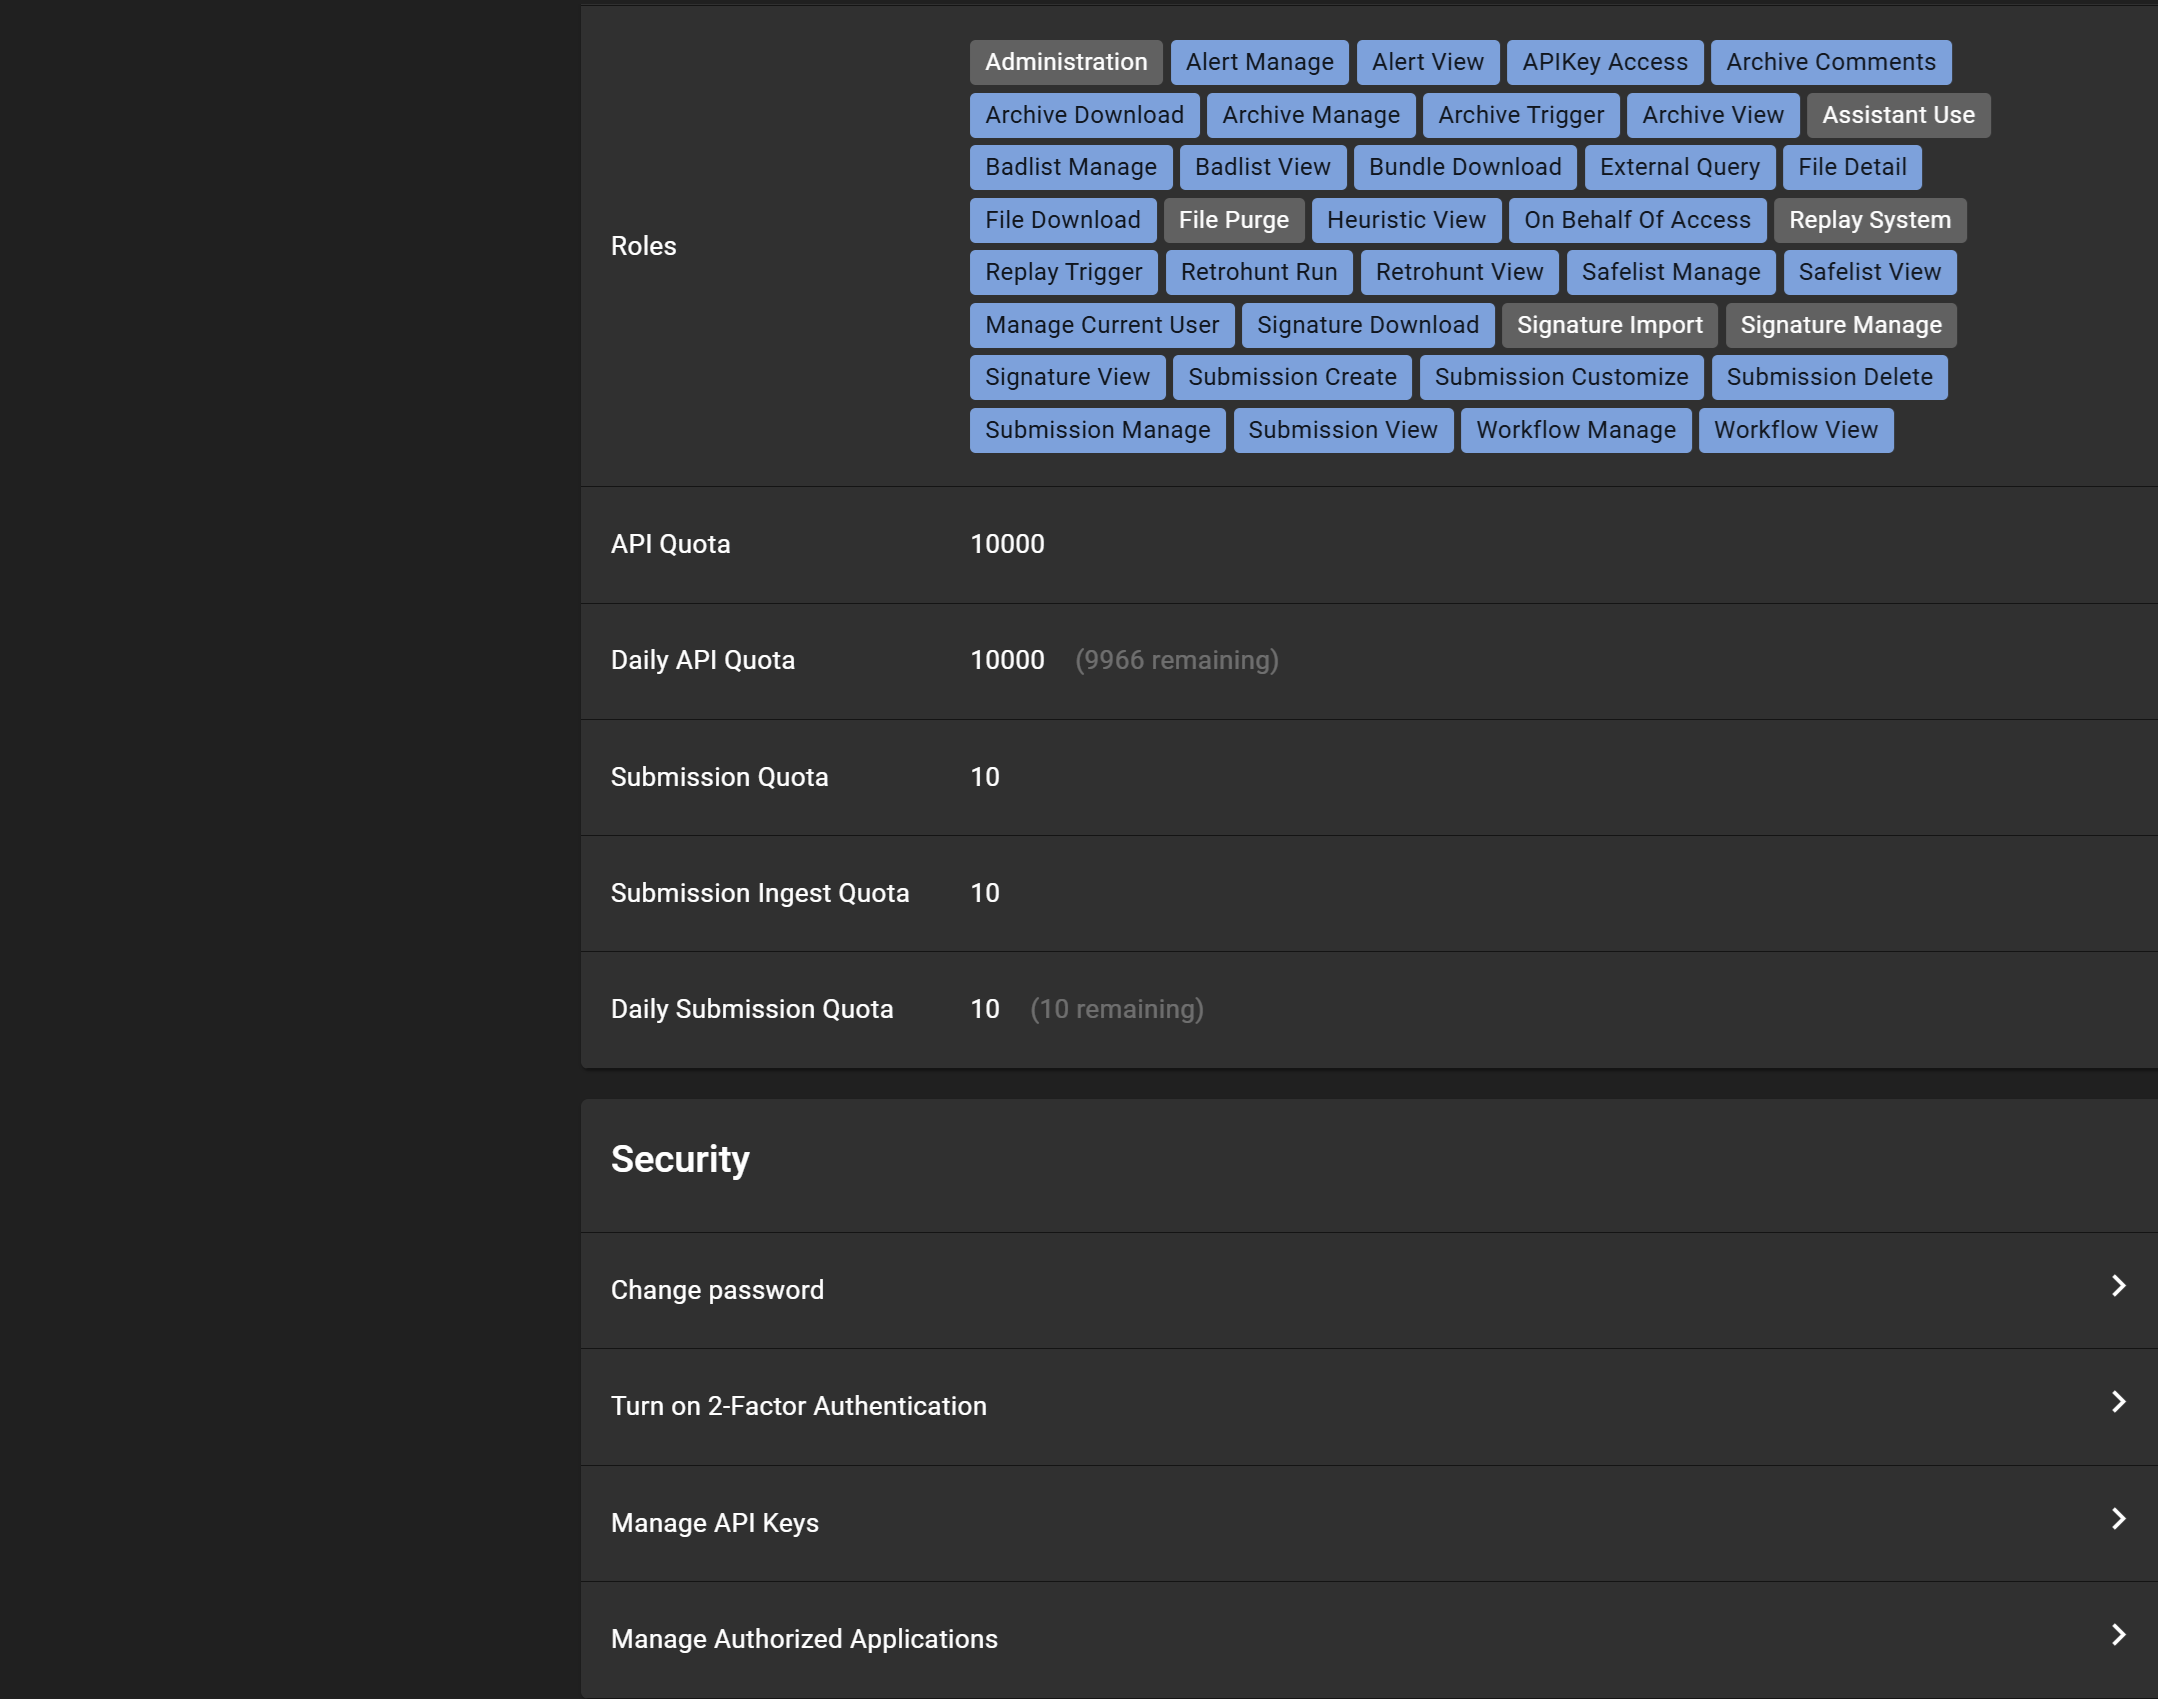 Administration Alert Manage Alert View APIKey Access Archive Comments
Archive Download Archive Manage Archive Trigger Archive View Assistant Use
Badlist Manage Badlist View Bundle Download External Query File Detail
File Download File Purge Heuristic View On Behalf Of Access Replay System
Roles
Replay Trigger Retrohunt Run Retrohunt View Safelist Manage Safelist View
Manage Current User Signature Download Signature Import Signature Manage
Signature View Submission Create Submission Customize Submission Delete
Submission Manage Submission View Workflow Manage Workflow View
API Quota 10000
Daily API Quota 10000 (9966 remaining)
Submission Quota 10
Submission Ingest Quota 10
Daily Submission Quota 10 (10 remaining)
Security
Change password
Turn on 2-Factor Authentication
Manage API Keys
Manage Authorized Applications